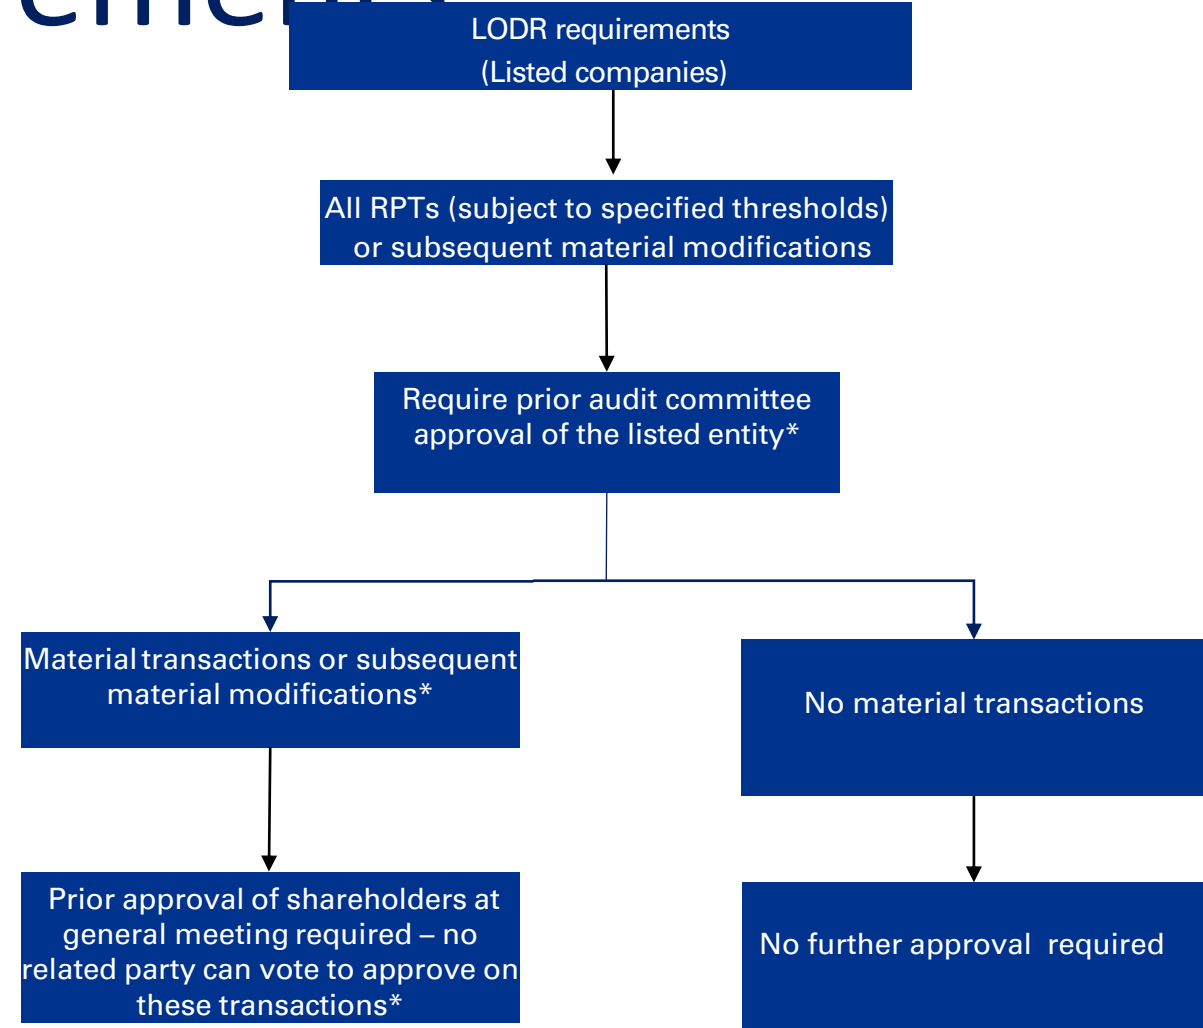 LODR requirements
(Listed companies)
All RPTs (subject to specified thresholds)
or subsequent material modifications
Require prior audit committee
approval of the listed entity*
Material transactions or subsequent
material modifications*
No material transactions
Prior approval of shareholders at
general meeting required – no
related party can vote to approve on
these transactions*
No further approval required